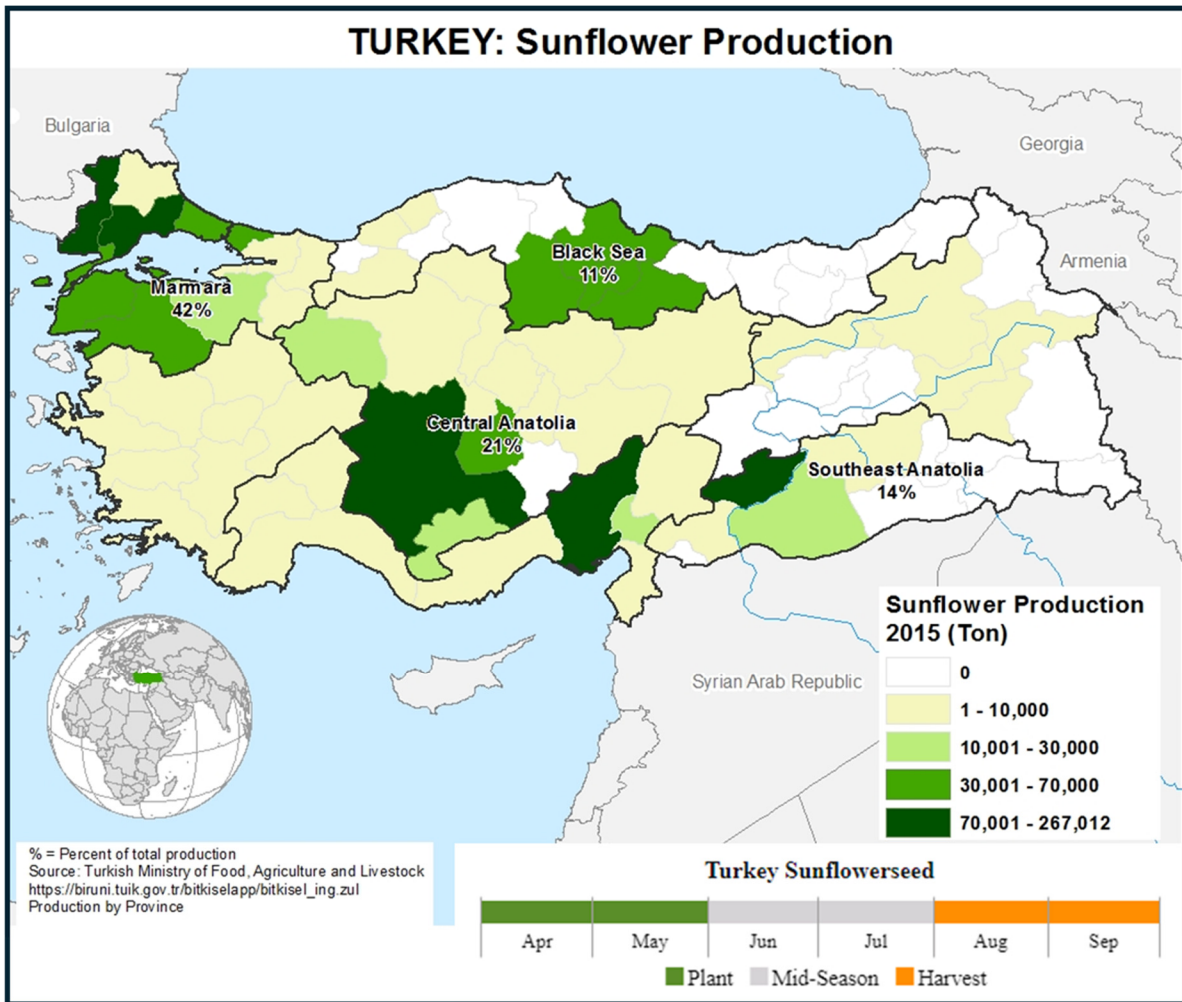 TURKEY: Sunflower Production
Bulgaria
Georgia
Armenia
Black Sea
11%
Marmara
42%
Central Anatolia
21%
Southeast Anatolia
14%
Syrian Arab Republic
Sunflower Production
2015 (Ton)
0
1 - 10,000
10,001 - 30,000
30,001 - 70,000
70,001 - 267,012
% = Percent of total production
Source: Turkish Ministry of Food, Agriculture and Livestock
https://biruni.tuik.gov.tr/bitkiselapp/bitkisel_ing.zul
Production by Province
Turkey Sunflowerseed
Apr May Jun Jul Aug Sep
Plant Mid-Season Harvest